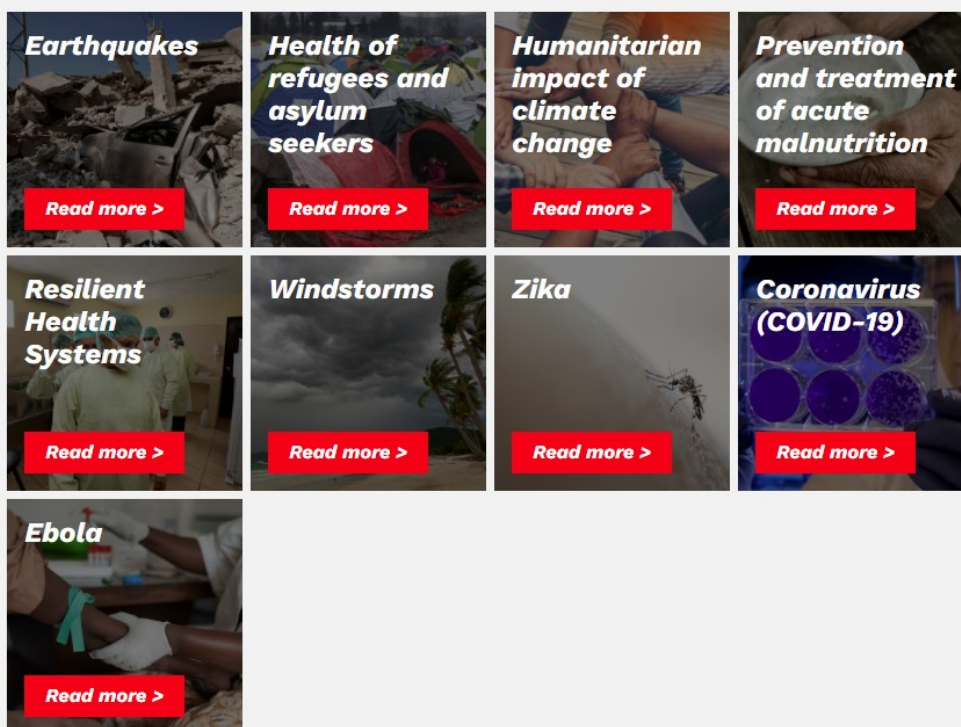 Earthquakes
Read more >
Health of
refugees and
asylum
seekers
Read more >
Humanitarian
impact of
climate
change
Read more >
Prevention
and treatment
of acute
malnutrition
Read more >
Resilient
Health
Systems
Read more >
Windstorms
Read more >
Zika
Read more >
Coronavirus
(COVID-19)
Read more >
Ebola
Read more >